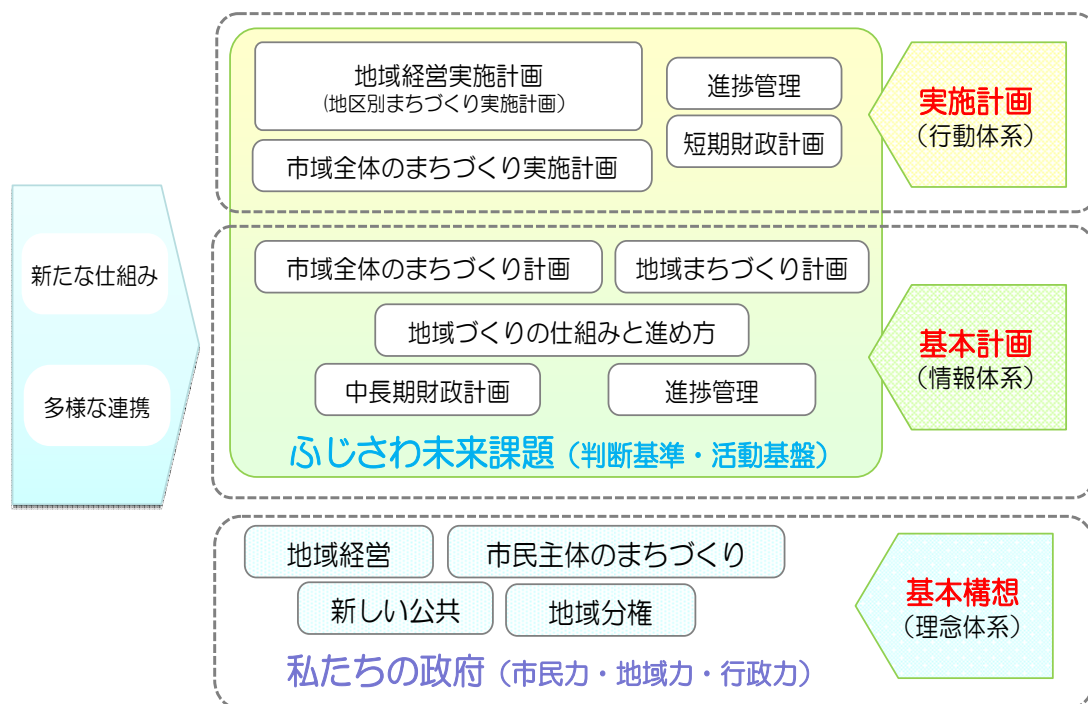 地域経営実施計画
(地区別まちづくり実施計画)
進捗管理
短期財政計画
市域全体のまちづくり実施計画
実施計画
（行動体系）
新たな仕組み
多様な連携
市域全体のまちづくり計画
地域まちづくり計画
地域づくりの仕組みと進め方
中長期財政計画
進捗管理
ふじさわ未来課題（判断基準・活動基盤）
基本計画
（情報体系）
地域経営
市民主体のまちづくり
新しい公共
地域分権
私たちの政府（市民力・地域力・行政力）
基本構想
（理念体系）